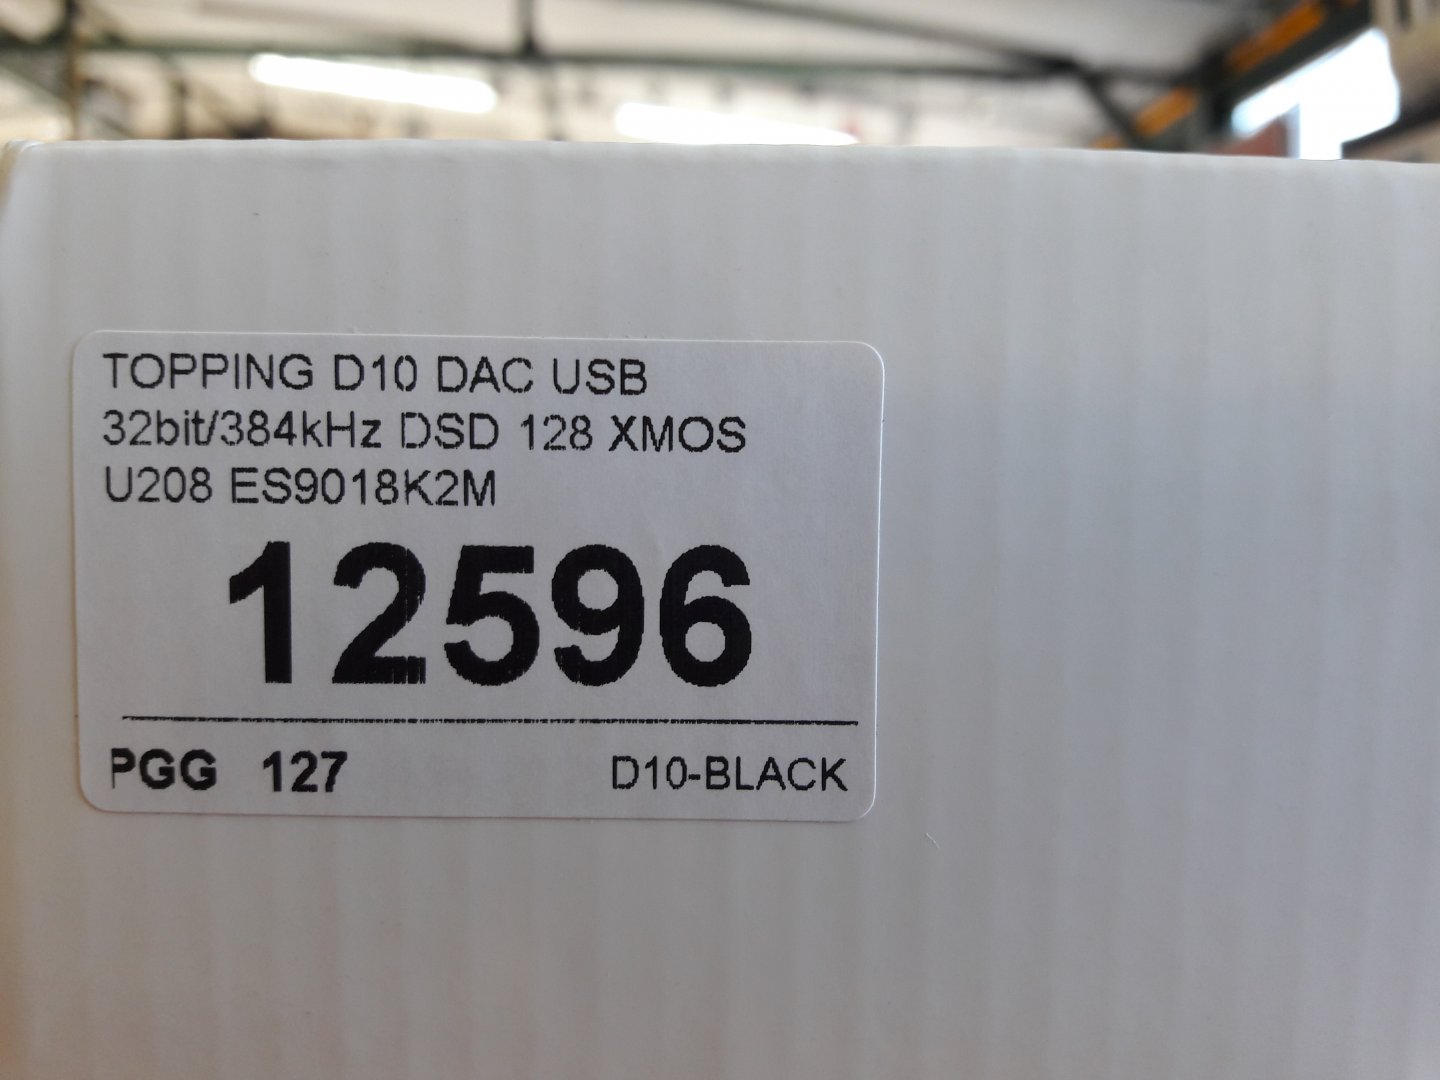 TOPPING D10 DAC USB
32bit/384kHz DSD 128 XMOS
U208 ES9018K2M
12596
PGG 127 D10-BLACK